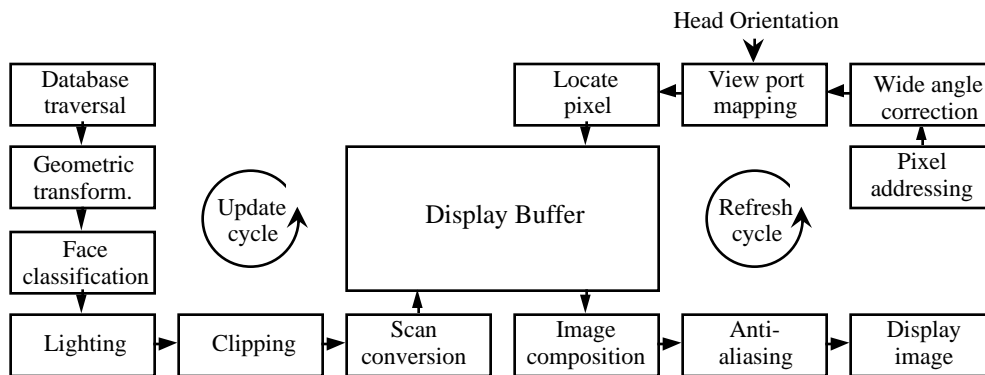 Head Orientation
Database
traversal
Locate
pixel
View port
mapping
Wide angle
correction
Geometric
transform.
Update
cycle
Display Buffer
Refresh
cycle
Pixel
addressing
Face
classification
Lighting
Clipping
Scan
conversion
Image
composition
Anti-
aliasing
Display
image